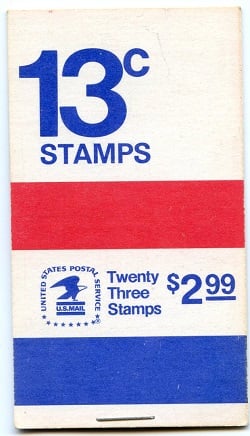 13c
STAMPS
UNITED STATES POSTAL SERVICE
U.S. MAIL
Twenty
Three
Stamps
$2.99